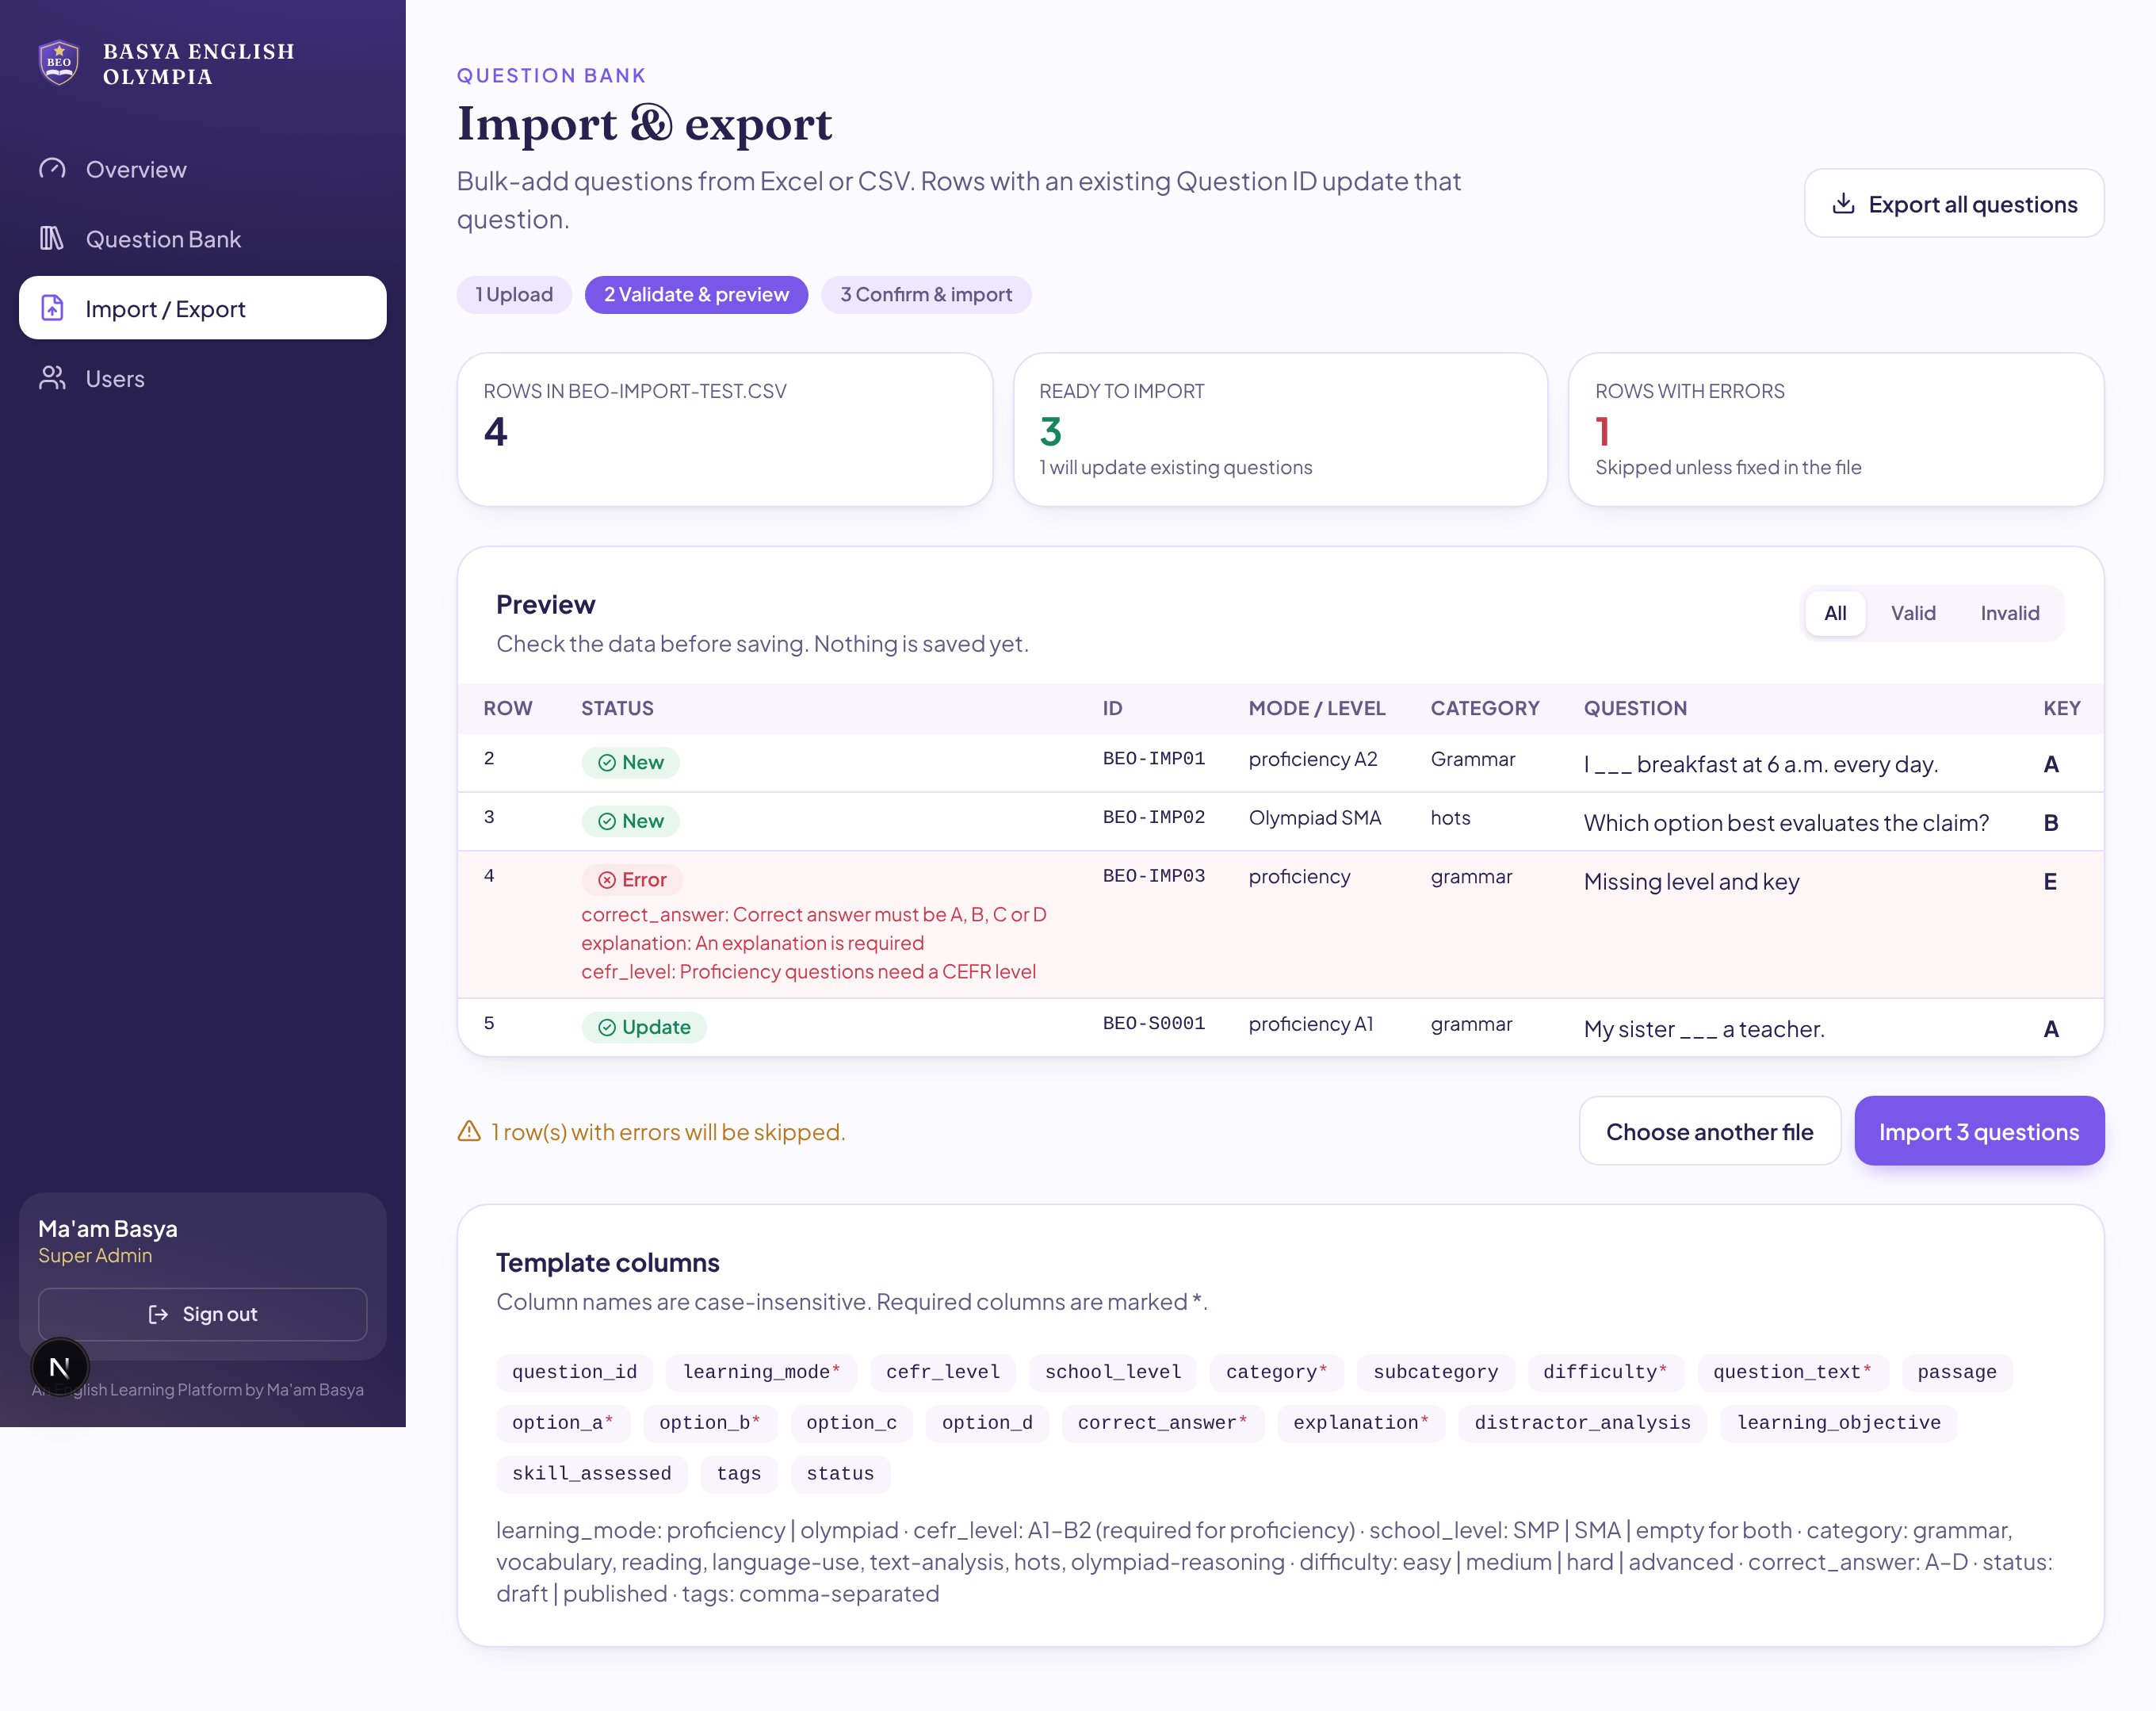 BEO
BASYA ENGLISH
OLYMPIA
Overview
Question Bank
Import / Export
Users
Ma'am Basya
Super Admin
Sign out
N
An English Learning Platform by Ma'am Basya
QUESTION BANK
Import & export
Bulk-add questions from Excel or CSV. Rows with an existing Question ID update that
question.
Export all questions
1 Upload
2 Validate & preview
3 Confirm & import
ROWS IN BEO-IMPORT-TEST.CSV
4
READY TO IMPORT
3
1 will update existing questions
ROWS WITH ERRORS
1
Skipped unless fixed in the file
Preview
Check the data before saving. Nothing is saved yet.
All Valid Invalid
ROW STATUS ID MODE / LEVEL CATEGORY QUESTION KEY
2 New BEO-IMP01 proficiency A2 Grammar I ___ breakfast at 6 a.m. every day. A
3 New BEO-IMP02 Olympiad SMA hots Which option best evaluates the claim? B
4 Error BEO-IMP03 proficiency grammar Missing level and key E
correct_answer: Correct answer must be A, B, C or D
explanation: An explanation is required
cefr_level: Proficiency questions need a CEFR level
5 Update BEO-S0001 proficiency A1 grammar My sister ___ a teacher. A
1 row(s) with errors will be skipped.
Choose another file
Import 3 questions
Template columns
Column names are case-insensitive. Required columns are marked *.
question_id learning_mode* cefr_level school_level category* subcategory difficulty* question_text* passage
option_a* option_b* option_c option_d correct_answer* explanation* distractor_analysis learning_objective
skill_assessed tags status
learning_mode: proficiency | olympiad · cefr_level: A1–B2 (required for proficiency) · school_level: SMP | SMA | empty for both · category: grammar,
vocabulary, reading, language-use, text-analysis, hots, olympiad-reasoning · difficulty: easy | medium | hard | advanced · correct_answer: A–D · status:
draft | published · tags: comma-separated